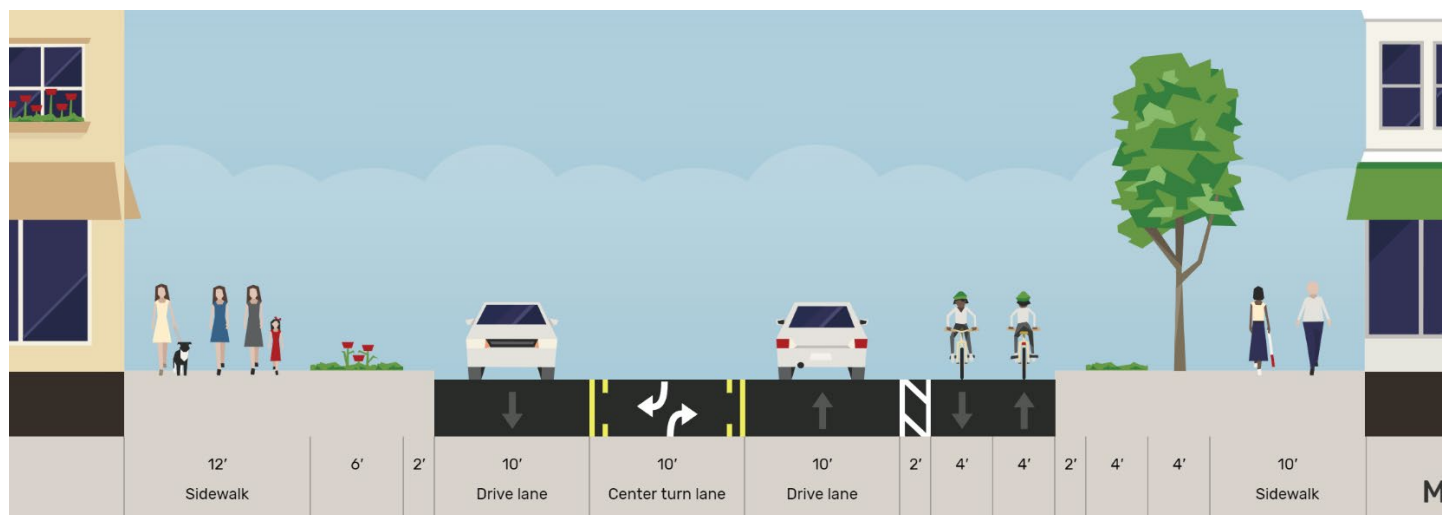 12′ 6′ 2′ 10′ 10′ 10′ 2′ 4′ 4′ 2′ 4′ 4′ 10′
Sidewalk Drive lane Center turn lane Drive lane Sidewalk
M